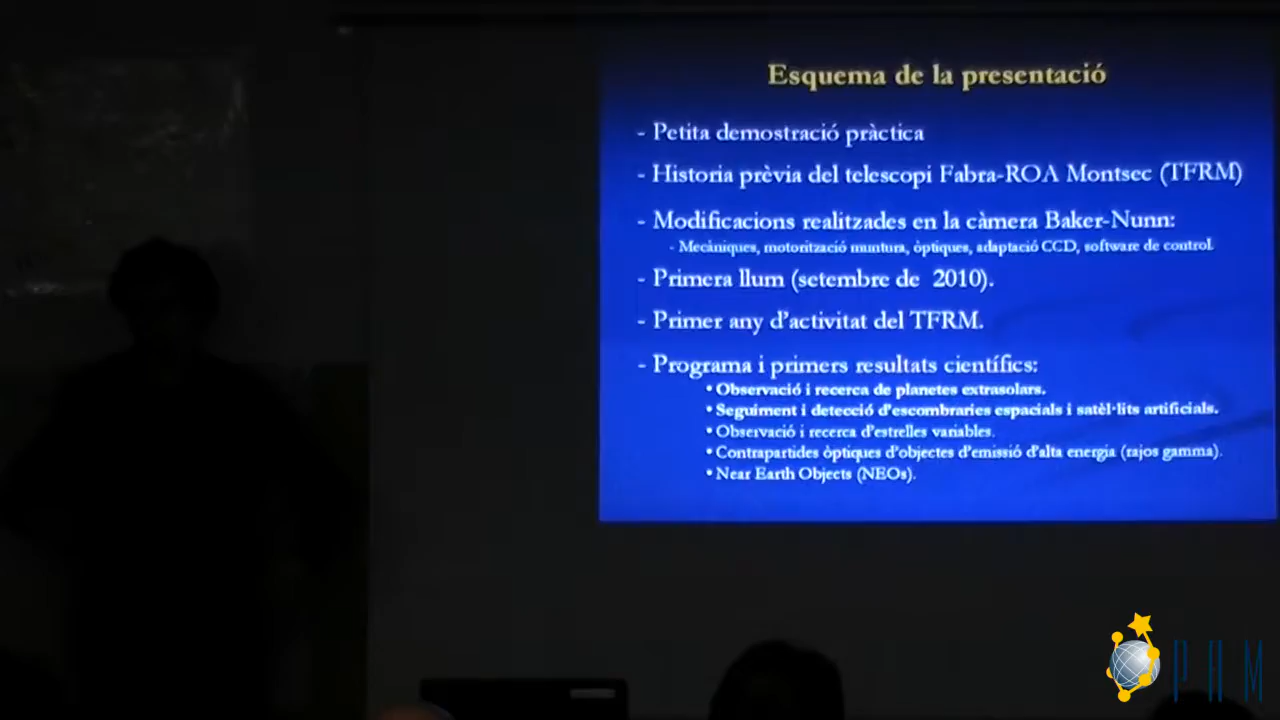 Esquema de la presentació
- Petita demostració pràctica
- Historia prèvia del telescopi Fabra-ROA Montsec (TFRM)
- Modificacions realitzades en la càmera Baker-Nunn:
- Mecàniques, motorització muntura, òptiques, adaptació CCD, software de control.
- Primera llum (setembre de 2010).
- Primer any d'activitat del TFRM.
- Programa i primers resultats científics:
• Observació i recerca de planetes extrasolars.
• Seguiment i detecció d'escombraries espacials i satèl·lits artificials.
• Observació i recerca d'estrelles variables.
• Contrapartides òptiques d'objectes d'emissió d'alta energia (rajos gamma).
• Near Earth Objects (NEOs).
PAM